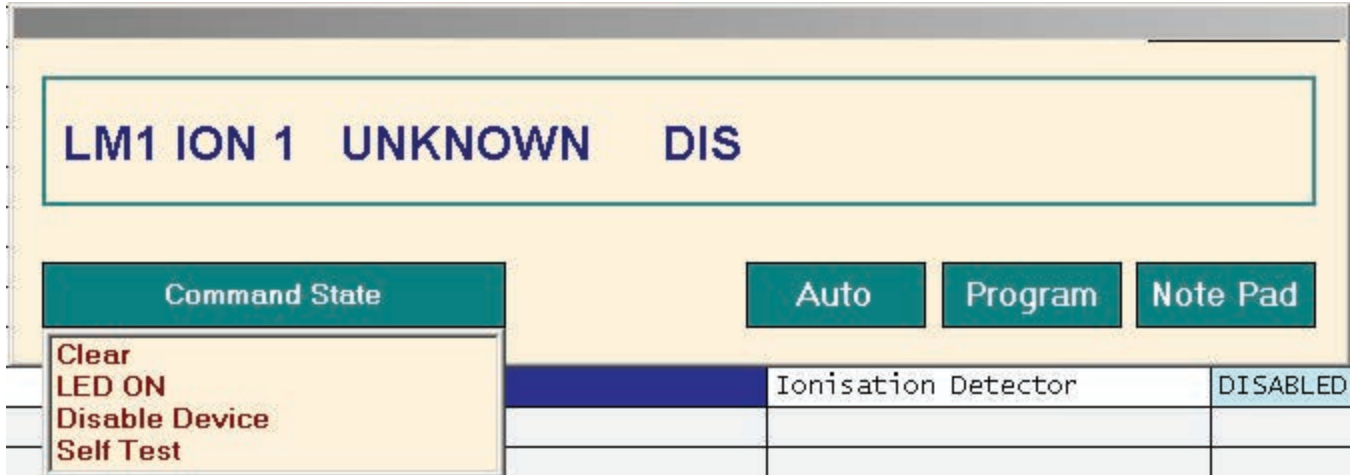 LM1 ION 1 UNKNOWN DIS
Command State Auto Program Note Pad
Clear
LED ON
Disable Device
Self Test
Ionisation Detector DISABLED